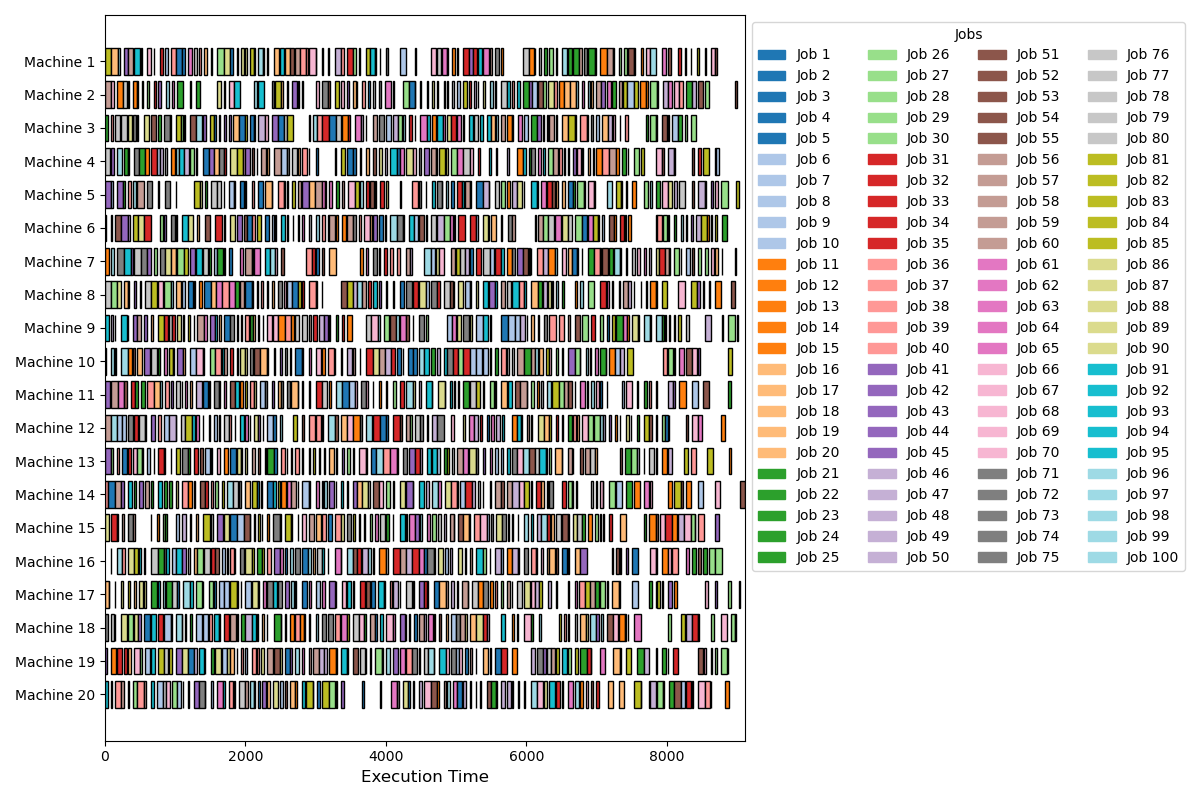 Machine 1
Machine 2
Machine 3
Machine 4
Machine 5
Machine 6
Machine 7
Machine 8
Machine 9
Machine 10
Machine 11
Machine 12
Machine 13
Machine 14
Machine 15
Machine 16
Machine 17
Machine 18
Machine 19
Machine 20
0 2000 4000 6000 8000
Execution Time
Jobs
Job 1 Job 26 Job 51 Job 76
Job 2 Job 27 Job 52 Job 77
Job 3 Job 28 Job 53 Job 78
Job 4 Job 29 Job 54 Job 79
Job 5 Job 30 Job 55 Job 80
Job 6 Job 31 Job 56 Job 81
Job 7 Job 32 Job 57 Job 82
Job 8 Job 33 Job 58 Job 83
Job 9 Job 34 Job 59 Job 84
Job 10 Job 35 Job 60 Job 85
Job 11 Job 36 Job 61 Job 86
Job 12 Job 37 Job 62 Job 87
Job 13 Job 38 Job 63 Job 88
Job 14 Job 39 Job 64 Job 89
Job 15 Job 40 Job 65 Job 90
Job 16 Job 41 Job 66 Job 91
Job 17 Job 42 Job 67 Job 92
Job 18 Job 43 Job 68 Job 93
Job 19 Job 44 Job 69 Job 94
Job 20 Job 45 Job 70 Job 95
Job 21 Job 46 Job 71 Job 96
Job 22 Job 47 Job 72 Job 97
Job 23 Job 48 Job 73 Job 98
Job 24 Job 49 Job 74 Job 99
Job 25 Job 50 Job 75 Job 100